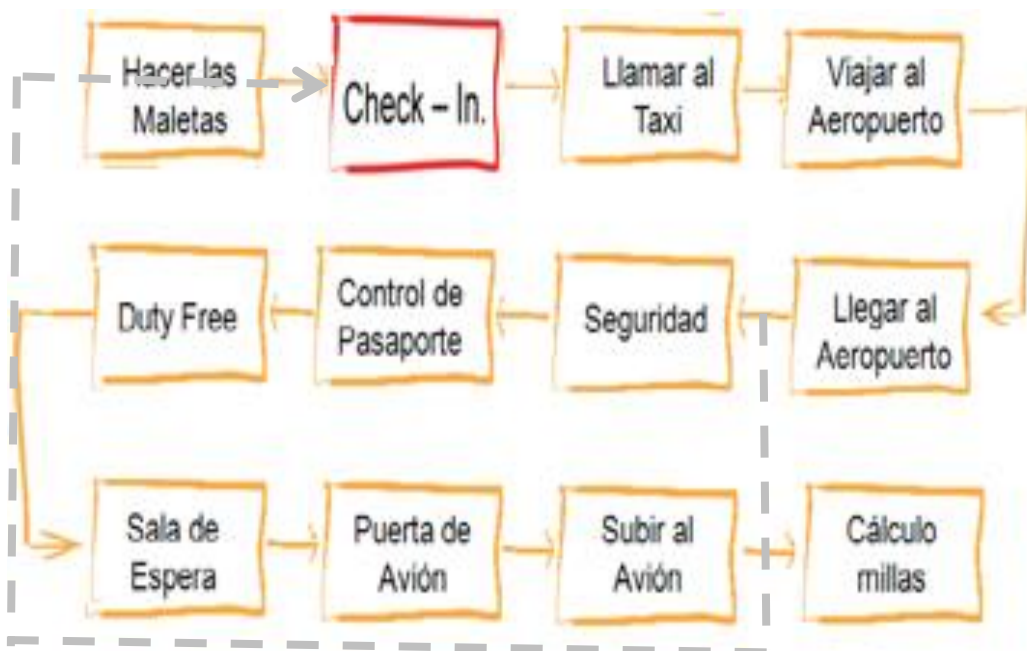 Hacer las
Maletas
Check – In.
Llamar al
Taxi
Viajar al
Aeropuerto
Duty Free
Control de
Pasaporte
Seguridad
Llegar al
Aeropuerto
Sala de
Espera
Puerta de
Avión
Subir al
Avión
Cálculo
millas